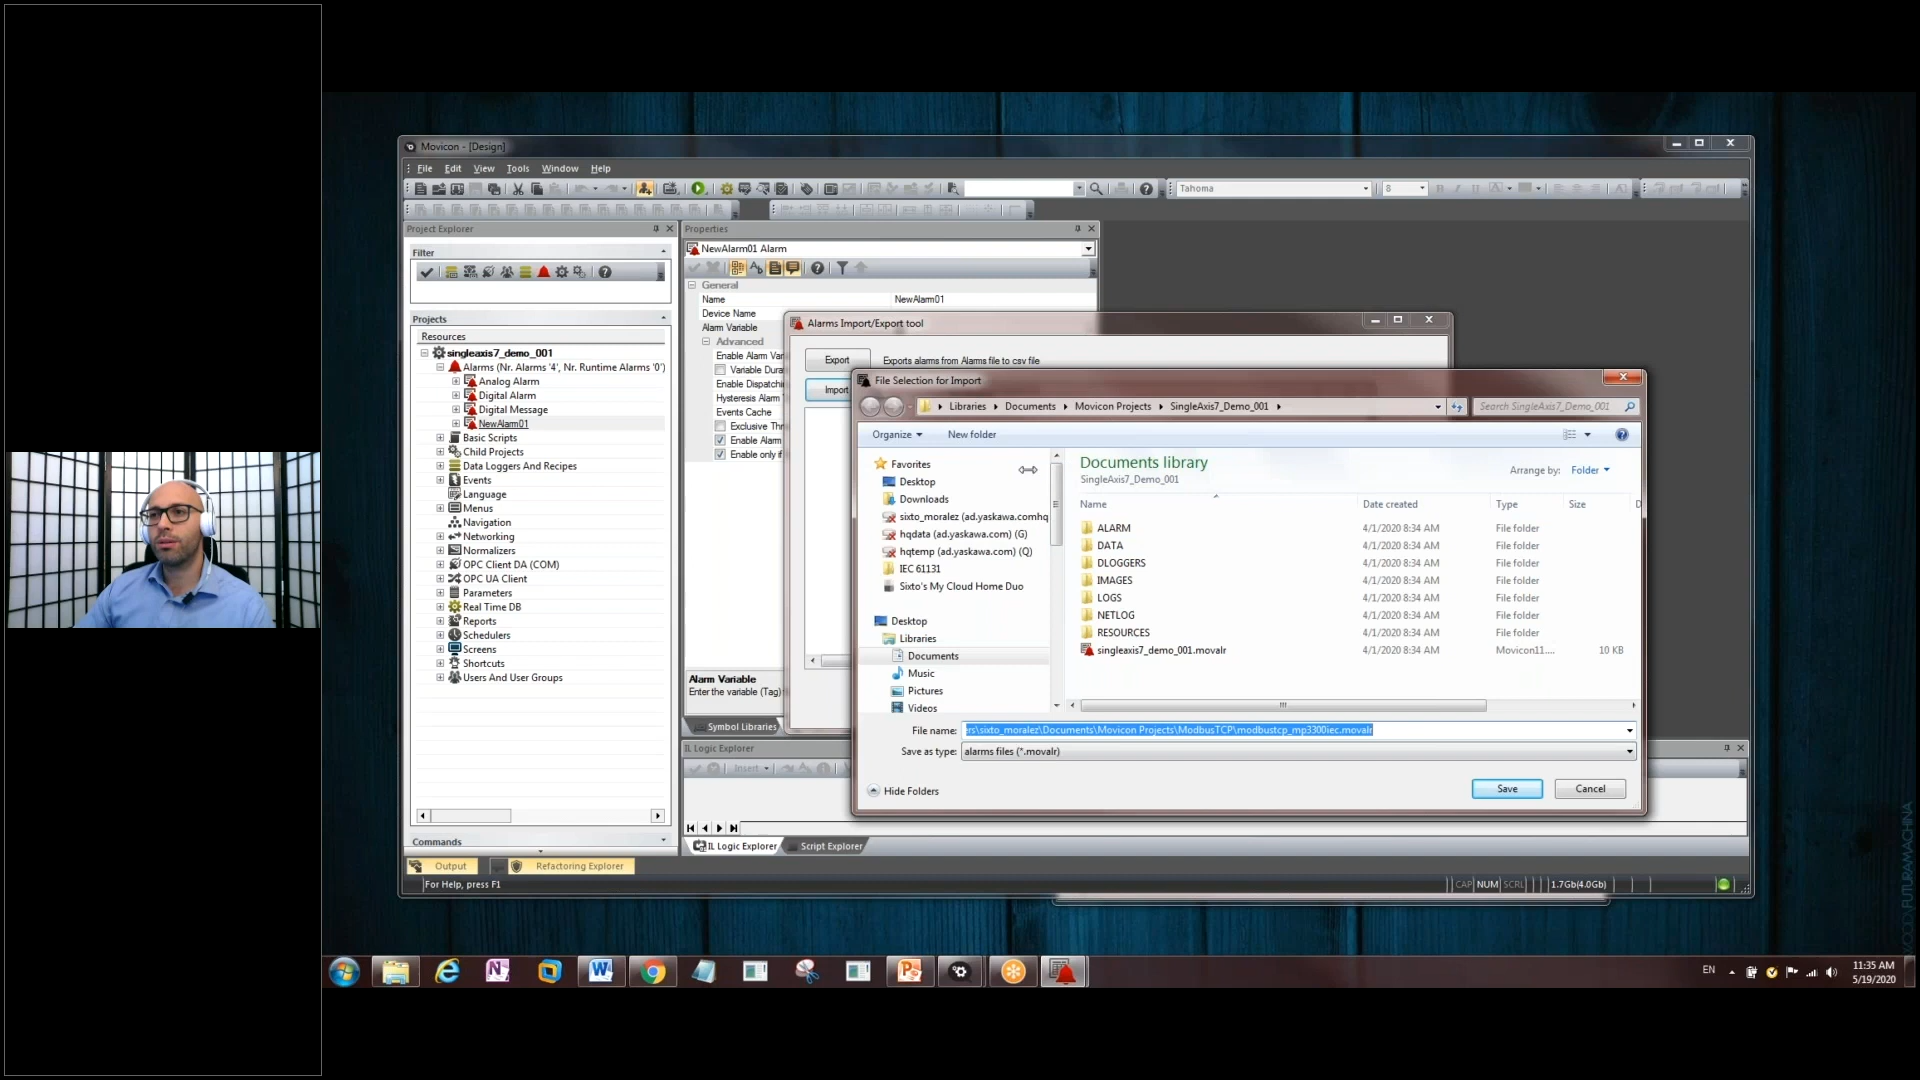 Movicon - [Design]
File Edit View Tools Window Help
Tahoma 8
Project Explorer
Filter
Projects
Resources
singleaxis7_demo_001
Alarms (Nr. Alarms '4', Nr. Runtime Alarms '0')
Analog Alarm
Digital Alarm
Digital Message
NewAlarm01
Basic Scripts
Child Projects
Data Loggers And Recipes
Events
Language
Menus
Navigation
Networking
Normalizers
OPC Client DA (COM)
OPC UA Client
Parameters
Real Time DB
Reports
Schedulers
Screens
Shortcuts
Users And User Groups
Commands
Output Refactoring Explorer
For Help, press F1
Properties
NewAlarm01 Alarm
General
Name NewAlarm01
Device Name
Alarm Variable
Advanced
Enable Alarm Var
Variable Dura
Enable Dispatchi
Hysteresis Alarm
Events Cache
Exclusive Thr
Enable Alarm
Enable only if
Alarm Variable
Enter the variable (Tag)
Symbol Libraries
IL Logic Explorer
Insert
IL Logic Explorer Script Explorer
CAP NUM SCRL 1.7Gb(4.0Gb)
Alarms Import/Export tool
Export Exports alarms from Alarms file to csv file
Import
File Selection for Import
Libraries Documents Movicon Projects SingleAxis7_Demo_001
Search SingleAxis7_Demo_001
Organize New folder
Favorites
Desktop
Downloads
sixto_moralez (ad.yaskawa.comhq
hqdata (ad.yaskawa.com) (G)
hqtemp (ad.yaskawa.com) (Q)
IEC 61131
Sixto's My Cloud Home Duo
Desktop
Libraries
Documents
Music
Pictures
Videos
Documents library
SingleAxis7_Demo_001
Arrange by: Folder
Name Date created Type Size D
ALARM 4/1/2020 8:34 AM File folder
DATA 4/1/2020 8:34 AM File folder
DLOGGERS 4/1/2020 8:34 AM File folder
IMAGES 4/1/2020 8:34 AM File folder
LOGS 4/1/2020 8:34 AM File folder
NETLOG 4/1/2020 8:34 AM File folder
RESOURCES 4/1/2020 8:34 AM File folder
singleaxis7_demo_001.movalr 4/1/2020 8:34 AM Movicon11.... 10 KB
File name: ers\sixto_moralez\Documents\Movicon Projects\ModbusTCP\modbustcp_mp3300iec.movalr
Save as type: alarms files (*.movalr)
Hide Folders
Save Cancel
EN
11:35 AM
5/19/2020